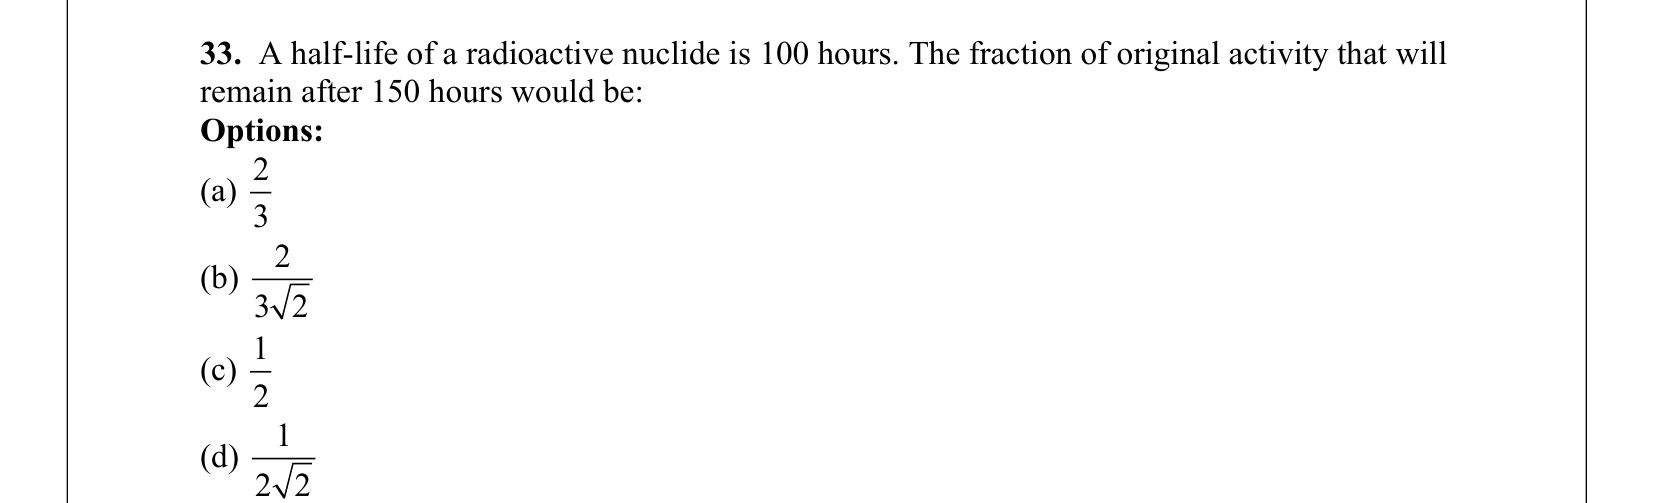 33. A half-life of a radioactive nuclide is 100 hours. The fraction of original activity that will
remain after 150 hours would be:
Options:
(a) 2/3
(b) 2/(3√2)
(c) 1/2
(d) 1/(2√2)